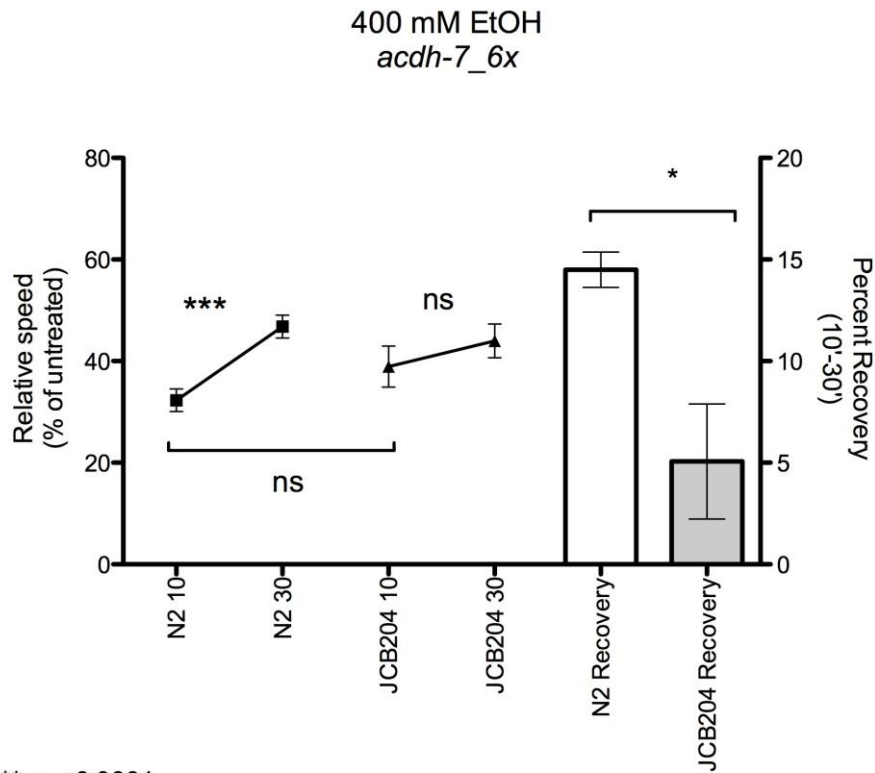 400 mM EtOH
acdh-7_6x
80
60
40
20
0
Relative speed
(% of untreated)
***
ns
ns
*
20
15
10
5
0
Percent Recovery
(10'-30')
N2 10
N2 30
JCB204 10
JCB204 30
N2 Recovery
JCB204 Recovery